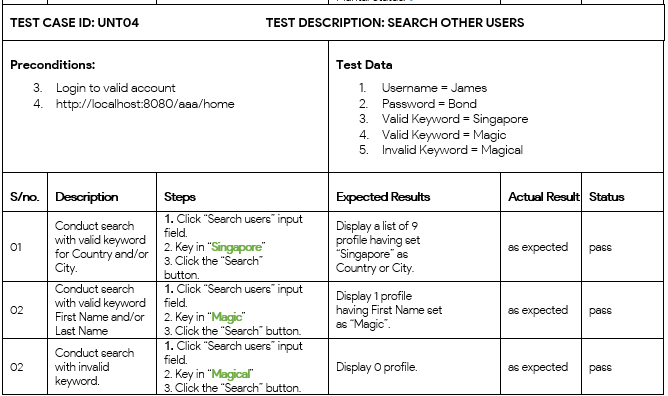 TEST CASE ID: UNT04 TEST DESCRIPTION: SEARCH OTHER USERS
Preconditions:
3. Login to valid account
4. http://localhost:8080/aaa/home
Test Data
1. Username = James
2. Password = Bond
3. Valid Keyword = Singapore
4. Valid Keyword = Magic
5. Invalid Keyword = Magical
S/no. Description Steps Expected Results Actual Result Status
01
Conduct search
with valid keyword
for Country and/or
City.
1. Click “Search users” input
field.
2. Key in “Singapore”
3. Click the “Search”
button.
Display a list of 9
profile having set
“Singapore” as
Country or City.
as expected
pass
02
Conduct search
with valid keyword
First Name and/or
Last Name
1. Click “Search users” input
field.
2. Key in “Magic”
3. Click the “Search” button.
Display 1 profile
having First Name set
as “Magic”.
as expected
pass
02
Conduct search
with invalid
keyword.
1. Click “Search users” input
field.
2. Key in “Magical”
3. Click the “Search” button.
Display 0 profile.
as expected
pass